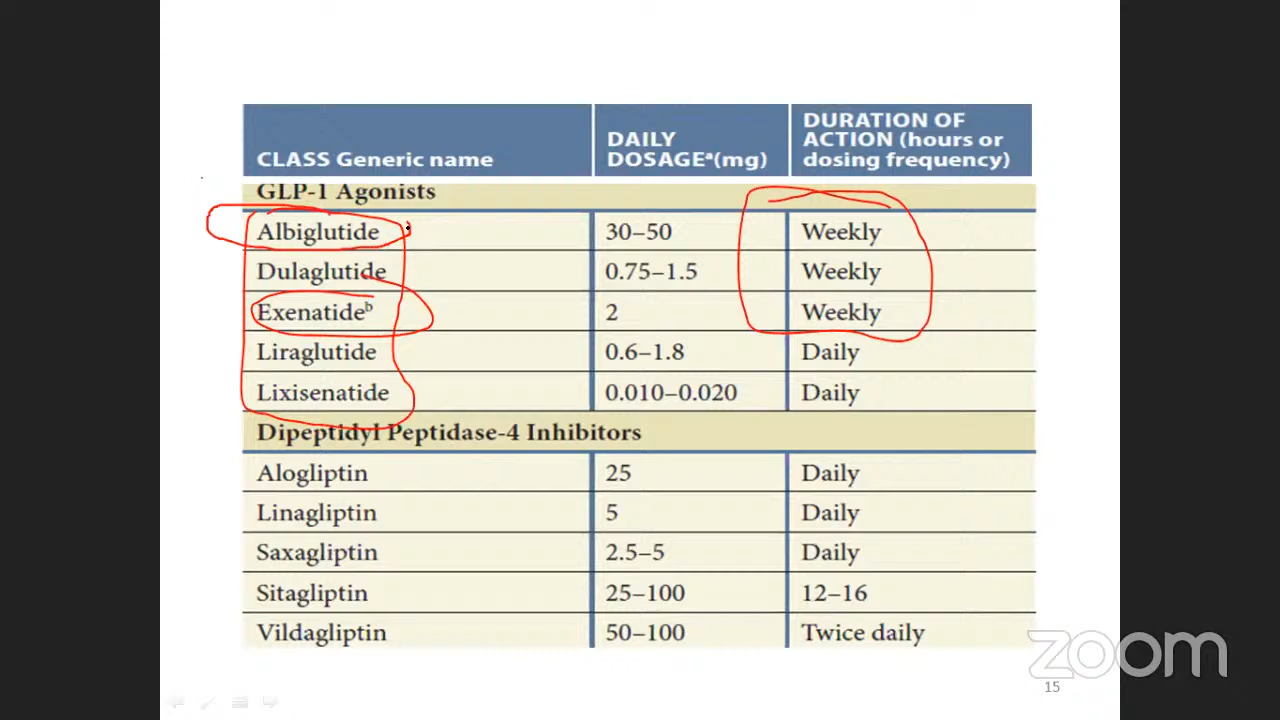 CLASS Generic name DAILY DOSAGEᵃ(mg) DURATION OF ACTION (hours or dosing frequency)
GLP-1 Agonists
Albiglutide 30–50 Weekly
Dulaglutide 0.75–1.5 Weekly
Exenatideᵇ 2 Weekly
Liraglutide 0.6–1.8 Daily
Lixisenatide 0.010–0.020 Daily
Dipeptidyl Peptidase-4 Inhibitors
Alogliptin 25 Daily
Linagliptin 5 Daily
Saxagliptin 2.5–5 Daily
Sitagliptin 25–100 12–16
Vildagliptin 50–100 Twice daily
zoom
15